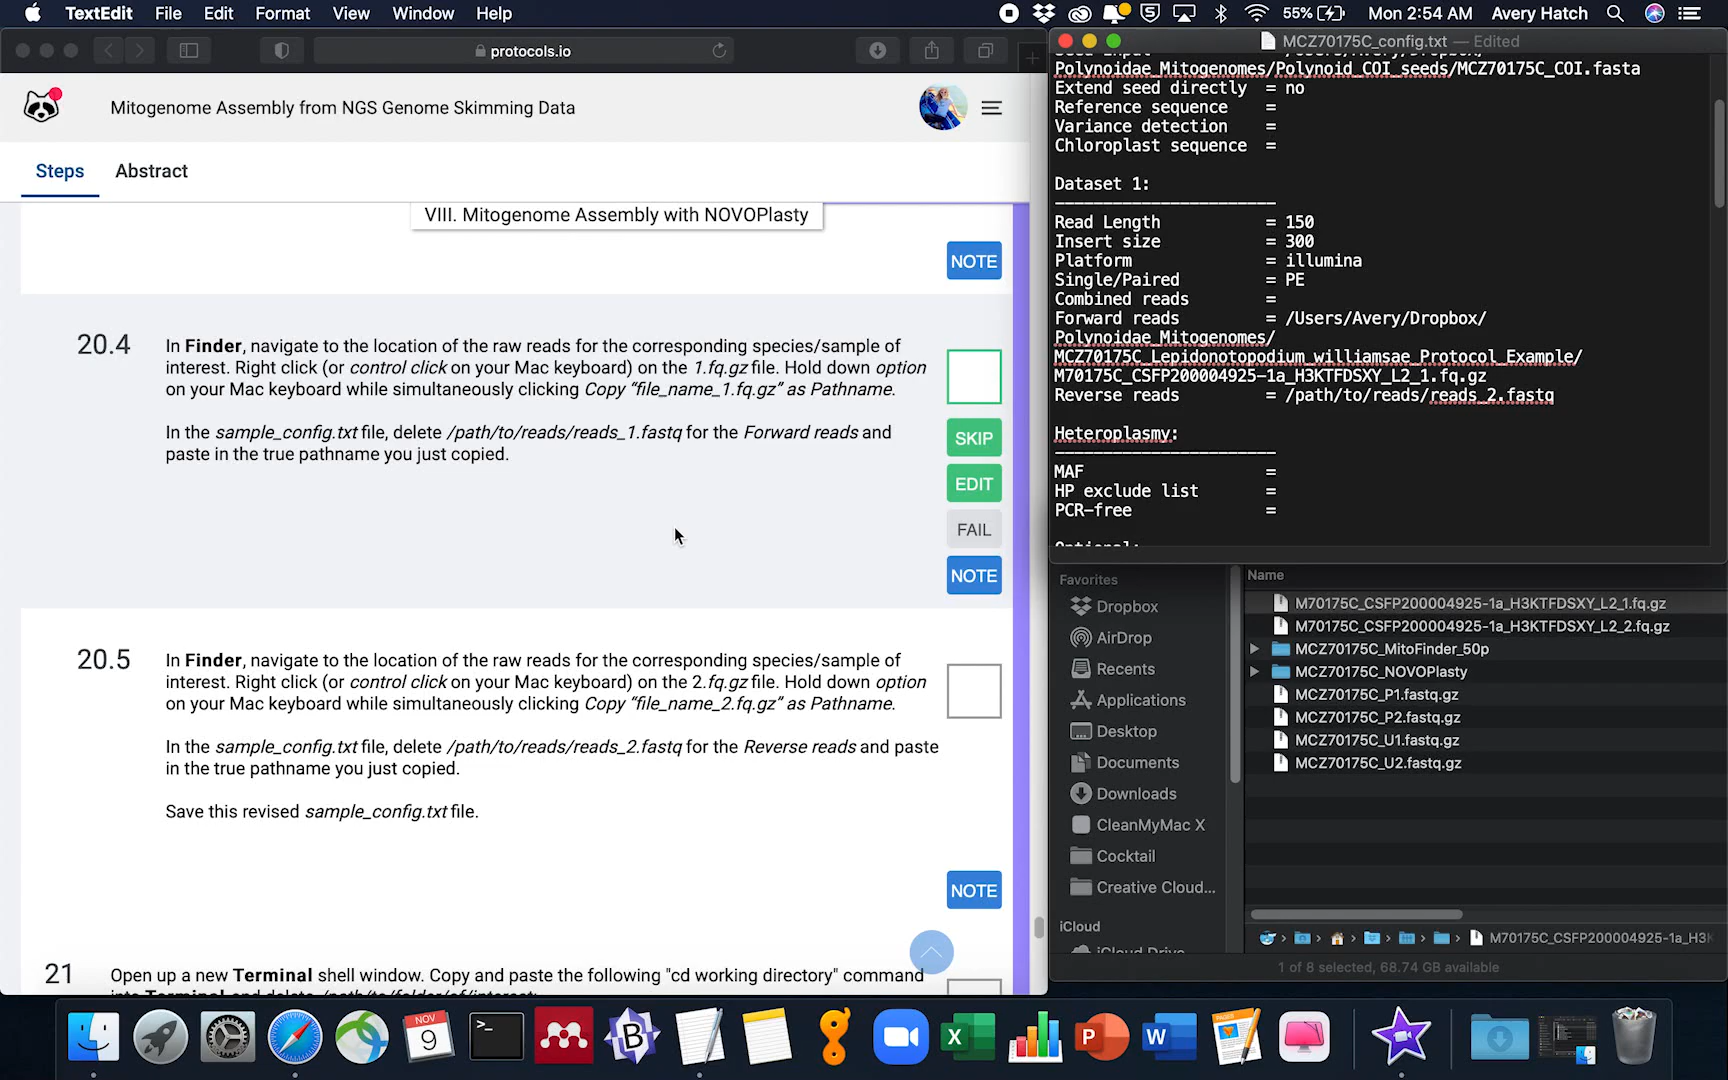 TextEdit File Edit Format View Window Help
55% Mon 2:54 AM Avery Hatch
protocols.io
Mitogenome Assembly from NGS Genome Skimming Data
Steps Abstract
VIII. Mitogenome Assembly with NOVOPlasty
NOTE
20.4
In Finder, navigate to the location of the raw reads for the corresponding species/sample of
interest. Right click (or control click on your Mac keyboard) on the 1.fq.gz file. Hold down option
on your Mac keyboard while simultaneously clicking Copy “file_name_1.fq.gz” as Pathname.
In the sample_config.txt file, delete /path/to/reads/reads_1.fastq for the Forward reads and
paste in the true pathname you just copied.
SKIP
EDIT
FAIL
NOTE
20.5
In Finder, navigate to the location of the raw reads for the corresponding species/sample of
interest. Right click (or control click on your Mac keyboard) on the 2.fq.gz file. Hold down option
on your Mac keyboard while simultaneously clicking Copy “file_name_2.fq.gz” as Pathname.
In the sample_config.txt file, delete /path/to/reads/reads_2.fastq for the Reverse reads and paste
in the true pathname you just copied.
Save this revised sample_config.txt file.
NOTE
21
Open up a new Terminal shell window. Copy and paste the following "cd working directory" command
MCZ70175C_config.txt — Edited
Polynoidae_Mitogenomes/Polynoid_COI_seeds/MCZ70175C_COI.fasta
Extend seed directly = no
Reference sequence =
Variance detection =
Chloroplast sequence =
Dataset 1:
-----------------------
Read Length = 150
Insert size = 300
Platform = illumina
Single/Paired = PE
Combined reads =
Forward reads = /Users/Avery/Dropbox/
Polynoidae_Mitogenomes/
MCZ70175C_Lepidonotopodium_williamsae_Protocol_Example/
M70175C_CSFP200004925-1a_H3KTFDSXY_L2_1.fq.gz
Reverse reads = /path/to/reads/reads_2.fastq
Heteroplasmy:
-----------------------
MAF =
HP exclude list =
PCR-free =
Favorites
Dropbox
AirDrop
Recents
Applications
Desktop
Documents
Downloads
CleanMyMac X
Cocktail
Creative Cloud...
iCloud
Name
M70175C_CSFP200004925-1a_H3KTFDSXY_L2_1.fq.gz
M70175C_CSFP200004925-1a_H3KTFDSXY_L2_2.fq.gz
MCZ70175C_MitoFinder_50p
MCZ70175C_NOVOPlasty
MCZ70175C_P1.fastq.gz
MCZ70175C_P2.fastq.gz
MCZ70175C_U1.fastq.gz
MCZ70175C_U2.fastq.gz
M70175C_CSFP200004925-1a_H3K
1 of 8 selected, 68.74 GB available
NOV
9